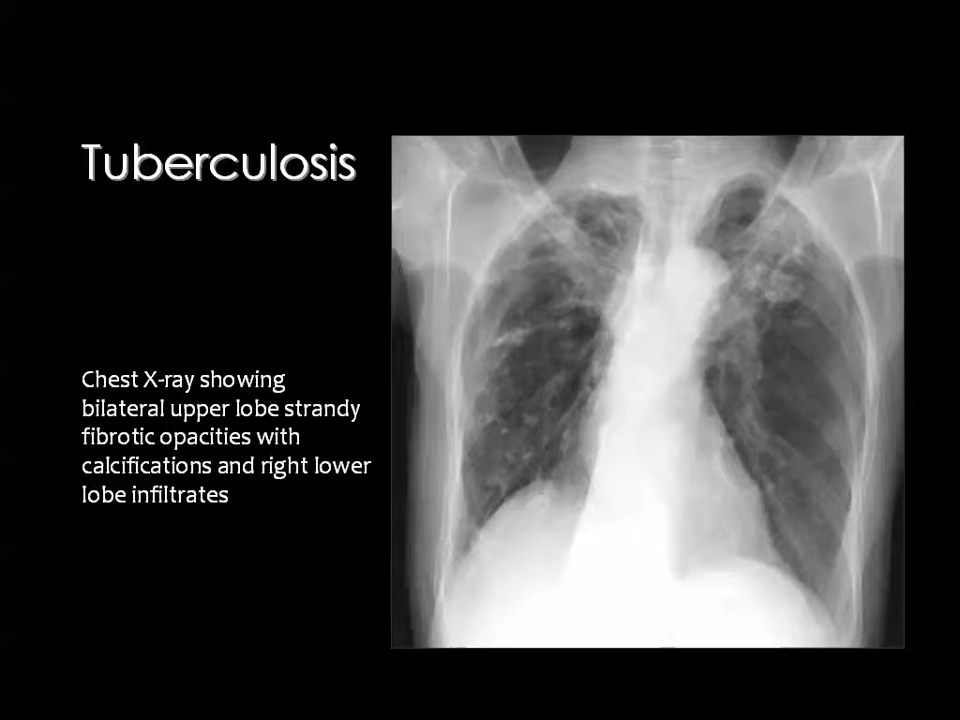 Tuberculosis
Chest X-ray showing
bilateral upper lobe strandy
fibrotic opacities with
calcifications and right lower
lobe infiltrates